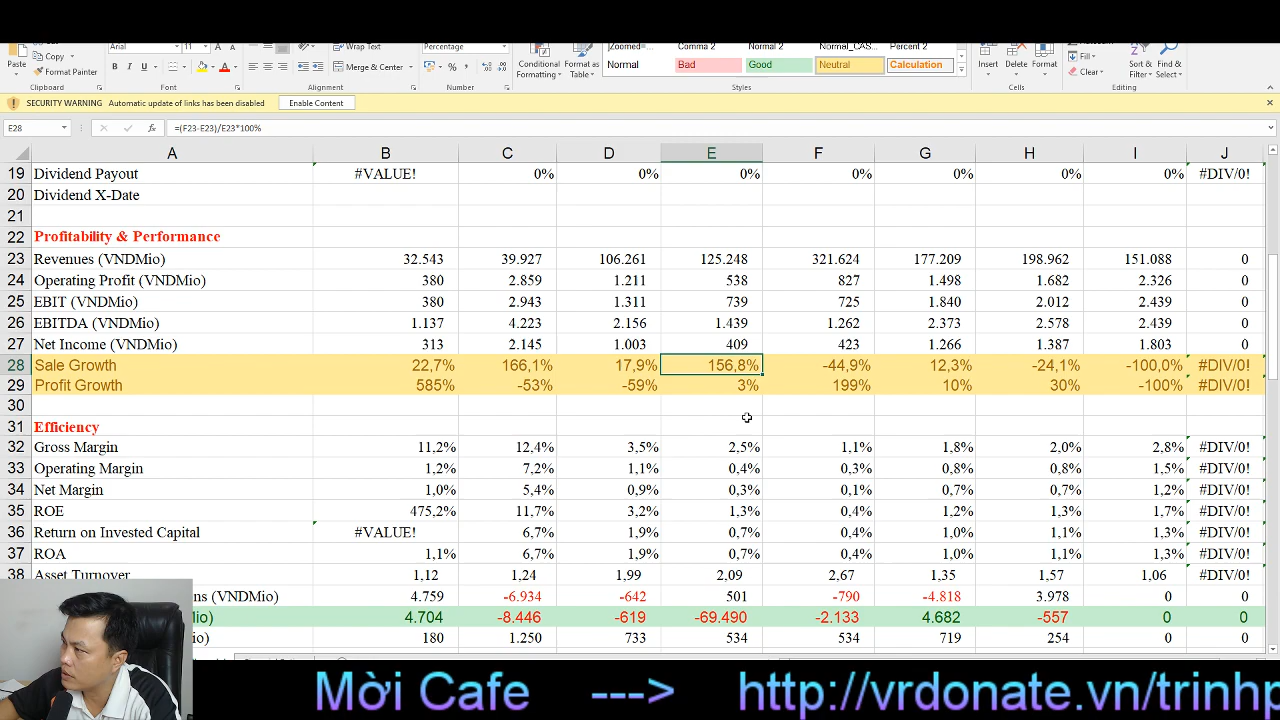 Copy
Arial 11
Wrap Text
Percentage
[Zoomed=... Comma 2 Normal 2 Normal_CAS... Percent 2
Paste
Format Painter
B I U
Merge & Center
Conditional Formatting
Format as Table
Normal Bad Good Neutral Calculation
Insert Delete Format
Fill
Clear
Sort & Filter
Find & Select
Clipboard Font Alignment Number Styles Cells Editing
SECURITY WARNING Automatic update of links has been disabled Enable Content
E28 fx =(F23-E23)/E23*100%
A B C D E F G H I J
19 Dividend Payout #VALUE! 0% 0% 0% 0% 0% 0% 0% #DIV/0!
20 Dividend X-Date
21
22 Profitability & Performance
23 Revenues (VNDMio) 32.543 39.927 106.261 125.248 321.624 177.209 198.962 151.088 0
24 Operating Profit (VNDMio) 380 2.859 1.211 538 827 1.498 1.682 2.326 0
25 EBIT (VNDMio) 380 2.943 1.311 739 725 1.840 2.012 2.439 0
26 EBITDA (VNDMio) 1.137 4.223 2.156 1.439 1.262 2.373 2.578 2.439 0
27 Net Income (VNDMio) 313 2.145 1.003 409 423 1.266 1.387 1.803 0
28 Sale Growth 22,7% 166,1% 17,9% 156,8% -44,9% 12,3% -24,1% -100,0% #DIV/0!
29 Profit Growth 585% -53% -59% 3% 199% 10% 30% -100% #DIV/0!
30
31 Efficiency
32 Gross Margin 11,2% 12,4% 3,5% 2,5% 1,1% 1,8% 2,0% 2,8% #DIV/0!
33 Operating Margin 1,2% 7,2% 1,1% 0,4% 0,3% 0,8% 0,8% 1,5% #DIV/0!
34 Net Margin 1,0% 5,4% 0,9% 0,3% 0,1% 0,7% 0,7% 1,2% #DIV/0!
35 ROE 475,2% 11,7% 3,2% 1,3% 0,4% 1,2% 1,3% 1,7% #DIV/0!
36 Return on Invested Capital #VALUE! 6,7% 1,9% 0,7% 0,4% 1,0% 1,1% 1,3% #DIV/0!
37 ROA 1,1% 6,7% 1,9% 0,7% 0,4% 1,0% 1,1% 1,3% #DIV/0!
38 Asset Turnover 1,12 1,24 1,99 2,09 2,67 1,35 1,57 1,06 #DIV/0!
ns (VNDMio) 4.759 -6.934 -642 501 -790 -4.818 3.978 0 0
io) 4.704 -8.446 -619 -69.490 -2.133 4.682 -557 0 0
io) 180 1.250 733 534 534 719 254 0 0
Mời Cafe ---> http://vrdonate.vn/trinhp